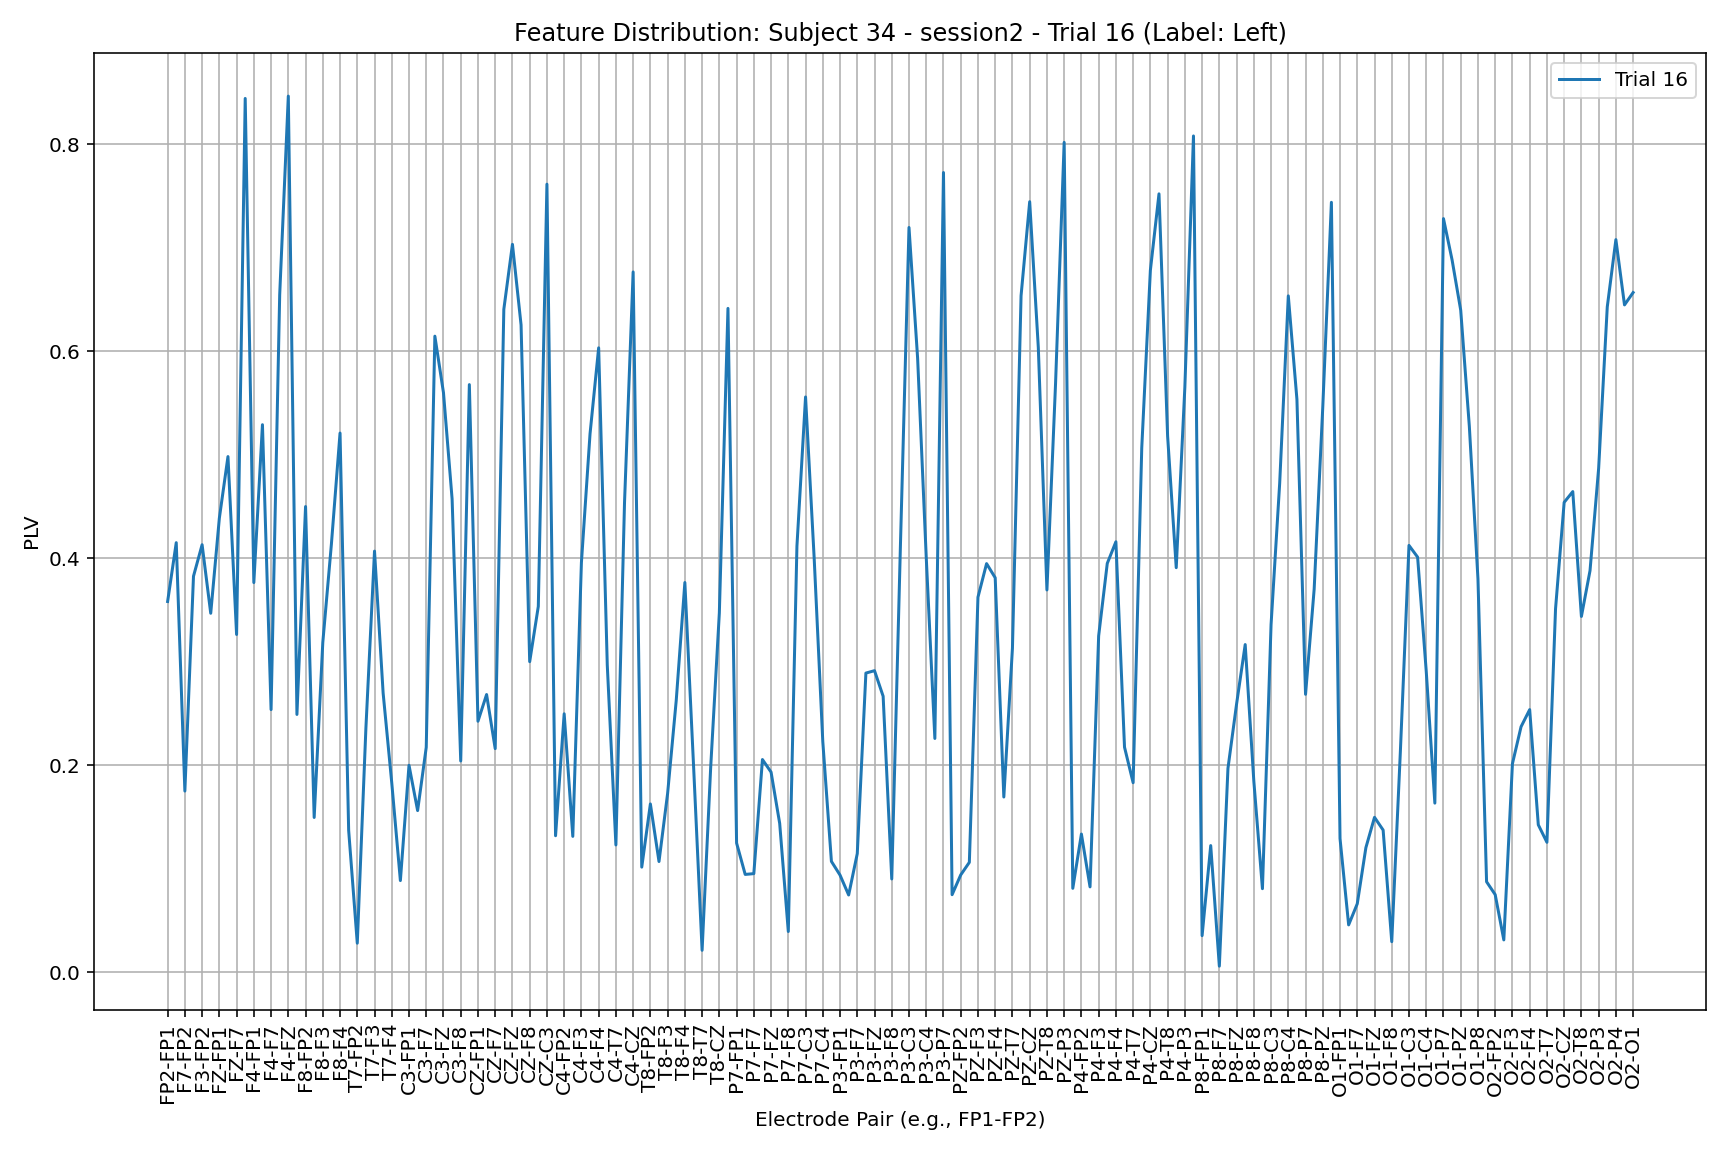 Feature Distribution: Subject 34 - session2 - Trial 16 (Label: Left)
Trial 16
PLV
0.8
0.6
0.4
0.2
0.0
FP2-FP1
F7-FP2
F3-FP2
FZ-FP1
FZ-F7
F4-FP1
F4-F7
F4-FZ
F8-FP2
F8-F3
F8-F4
T7-FP2
T7-F3
T7-F4
C3-FP1
C3-F7
C3-FZ
C3-F8
CZ-FP1
CZ-F7
CZ-FZ
CZ-F8
CZ-C3
C4-FP2
C4-F3
C4-F4
C4-T7
C4-CZ
T8-FP2
T8-F3
T8-F4
T8-T7
T8-CZ
P7-FP1
P7-F7
P7-FZ
P7-F8
P7-C3
P7-C4
P3-FP1
P3-F7
P3-FZ
P3-F8
P3-C3
P3-C4
P3-P7
PZ-FP2
PZ-F3
PZ-F4
PZ-T7
PZ-CZ
PZ-T8
PZ-P3
P4-FP2
P4-F3
P4-F4
P4-T7
P4-CZ
P4-T8
P4-P3
P8-FP1
P8-F7
P8-FZ
P8-F8
P8-C3
P8-C4
P8-P7
P8-PZ
O1-FP1
O1-F7
O1-FZ
O1-F8
O1-C3
O1-C4
O1-P7
O1-PZ
O1-P8
O2-FP2
O2-F3
O2-F4
O2-T7
O2-CZ
O2-T8
O2-P3
O2-P4
O2-O1
Electrode Pair (e.g., FP1-FP2)